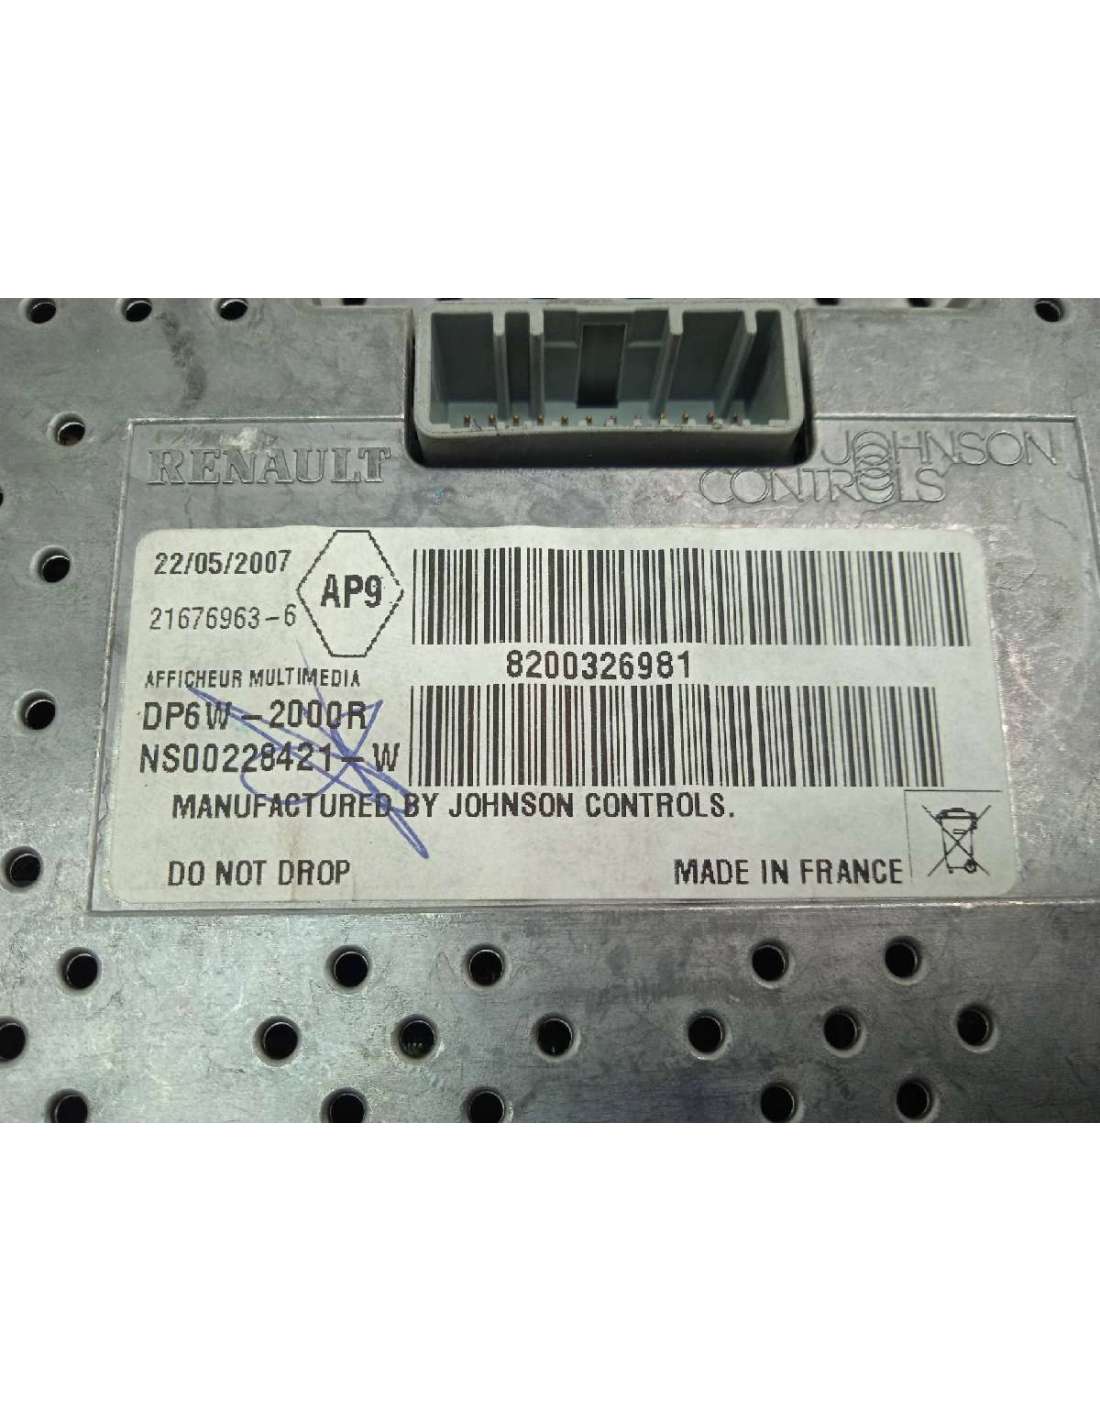 RENAULT
JOHNSON
CONTROLS
22/05/2007
AP9
21676963-6
8200326981
AFFICHEUR MULTIMEDIA
DP6W-2000R
NS00228421-W
MANUFACTURED BY JOHNSON CONTROLS.
DO NOT DROP
MADE IN FRANCE